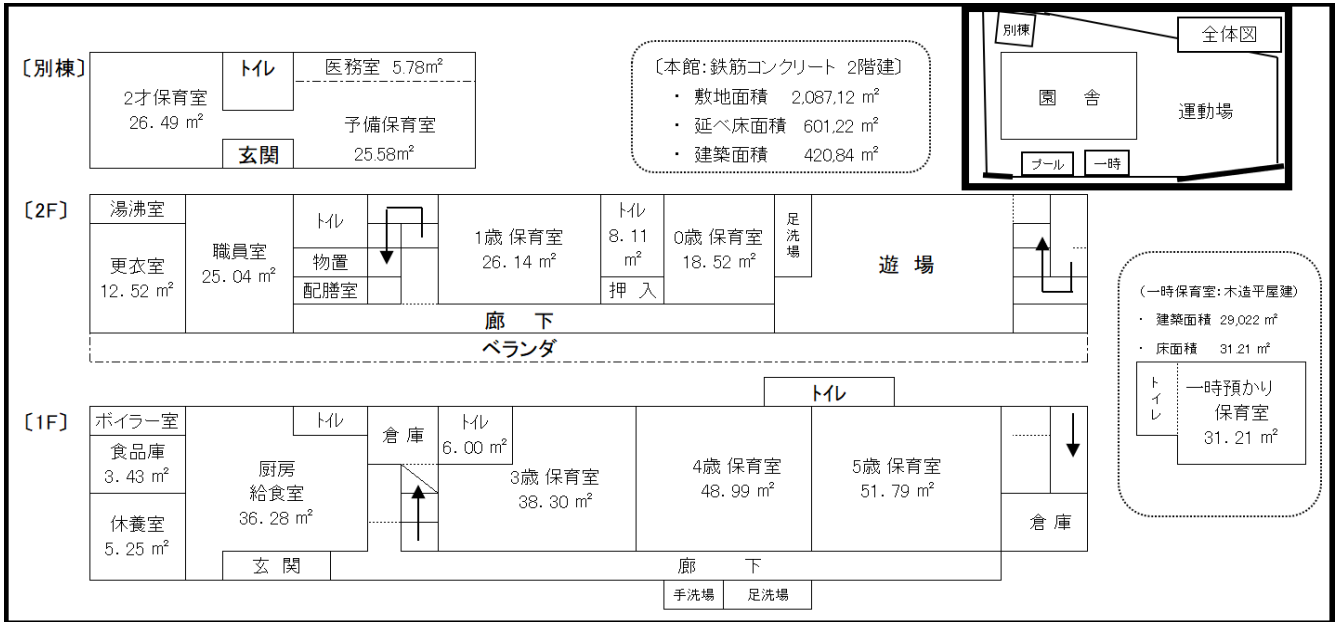 〔別棟〕
2才保育室
26.49 m²
トイレ
玄関
医務室 5.78m²
予備保育室
25.58m²
〔本館:鉄筋コンクリート 2階建〕
・ 敷地面積 2,087,12 m²
・ 延べ床面積 601,22 m²
・ 建築面積 420,84 m²
別棟
全体図
園 舎
運動場
プール
一時
〔2F〕
湯沸室
更衣室
12.52 m²
職員室
25.04 m²
トイレ
物置
配膳室
1歳 保育室
26.14 m²
トイレ
8.11
m²
押 入
0歳 保育室
18.52 m²
足洗場
遊 場
廊 下
ベランダ
(一時保育室:木造平屋建)
・ 建築面積 29,022 m²
・ 床面積 31.21 m²
トイレ
一時預かり
保育室
31.21 m²
〔1F〕
ボイラー室
食品庫
3.43 m²
休養室
5.25 m²
トイレ
厨房
給食室
36.28 m²
玄 関
倉 庫
トイレ
6.00 m²
3歳 保育室
38.30 m²
トイレ
4歳 保育室
48.99 m²
5歳 保育室
51.79 m²
倉 庫
廊 下
手洗場
足洗場